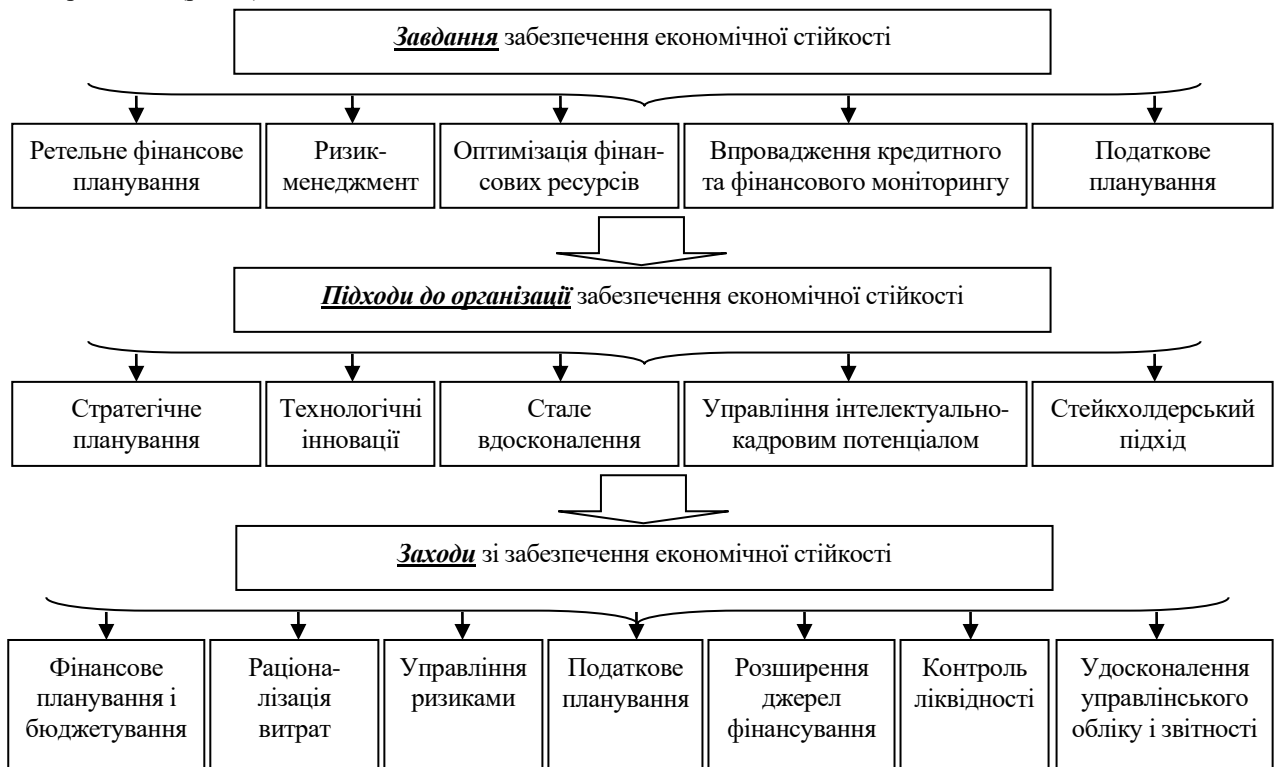 Завдання забезпечення економічної стійкості
Ретельне фінансове
планування
Ризик-
менеджмент
Оптимізація фінан-
сових ресурсів
Впровадження кредитного
та фінансового моніторингу
Податкове
планування
Підходи до організації забезпечення економічної стійкості
Стратегічне
планування
Технологічні
інновації
Стале
вдосконалення
Управління інтелектуально-
кадровим потенціалом
Стейкхолдерський
підхід
Заходи зі забезпечення економічної стійкості
Фінансове
планування і
бюджетування
Раціона-
лізація
витрат
Управління
ризиками
Податкове
планування
Розширення
джерел
фінансування
Контроль
ліквідності
Удосконалення
управлінського
обліку і звітності